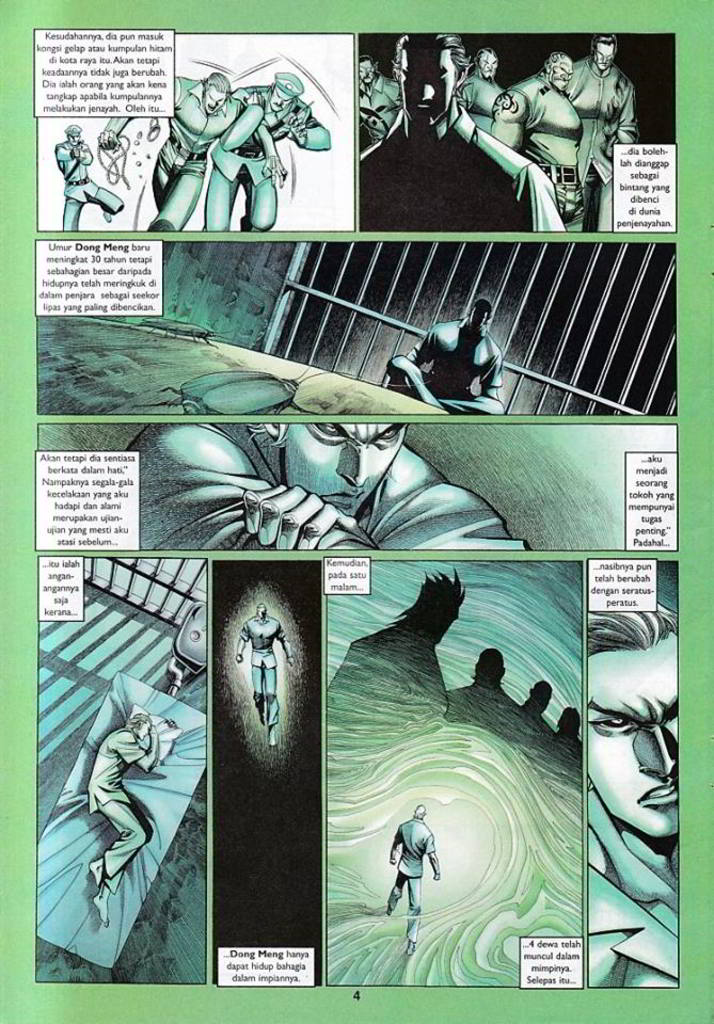 Kesudahannya, dia pun masuk
kongsi gelap atau kumpulan hitam
di kota raya itu. Akan tetapi
keadaannya tidak juga berubah.
Dia ialah orang yang akan kena
tangkap apabila kumpulannya
melakukan jenayah. Oleh itu...
...dia boleh-
lah dianggap
sebagai
bintang yang
dibenci
di dunia
penjenayahan.
Umur Dong Meng baru
meningkat 30 tahun tetapi
sebahagian besar daripada
hidupnya telah meringkuk di
dalam penjara sebagai seekor
lipas yang paling dibencikan.
Akan tetapi dia sentiasa
berkata dalam hati,"
Nampaknya segala-gala
kecelakaan yang aku
hadapi dan alami
merupakan ujian-
ujian yang mesti aku
atasi sebelum...
...aku
menjadi
seorang
tokoh yang
mempunyai
tugas
penting."
Padahal...
...itu ialah
angan-
angannya
saja
kerana...
...Dong Meng hanya
dapat hidup bahagia
dalam impiannya.
Kemudian,
pada satu
malam...
...4 dewa telah
muncul dalam
mimpinya.
Selepas itu...
...nasibnya pun
telah berubah
dengan seratus-
peratus.
4